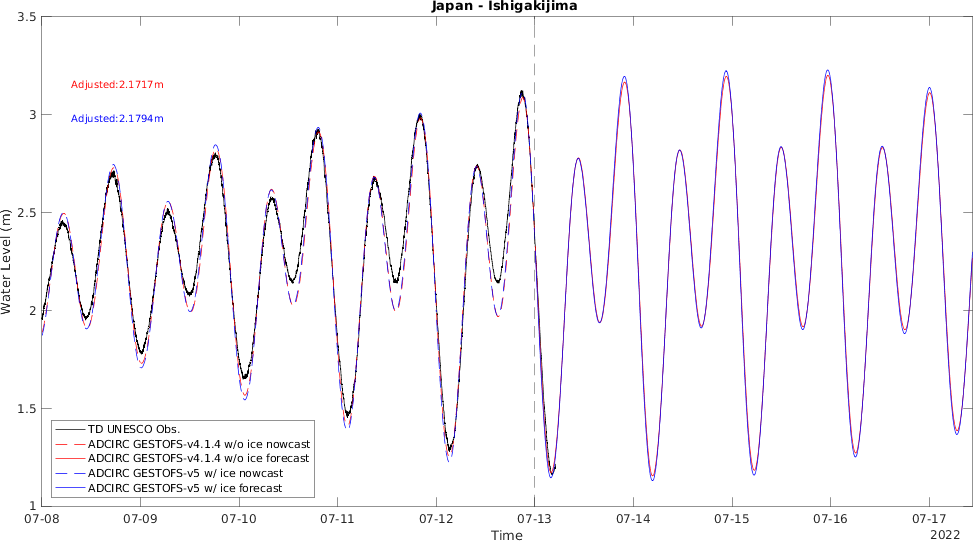 Japan - Ishigakijima
3.5
Adjusted:2.1717m
3
Adjusted:2.1794m
2.5
Water Level (m)
2
1.5
TD UNESCO Obs.
ADCIRC GESTOFS-v4.1.4 w/o ice nowcast
ADCIRC GESTOFS-v4.1.4 w/o ice forecast
ADCIRC GESTOFS-v5 w/ ice nowcast
ADCIRC GESTOFS-v5 w/ ice forecast
1
07-08 07-09 07-10 07-11 07-12 07-13 07-14 07-15 07-16 07-17
Time
2022